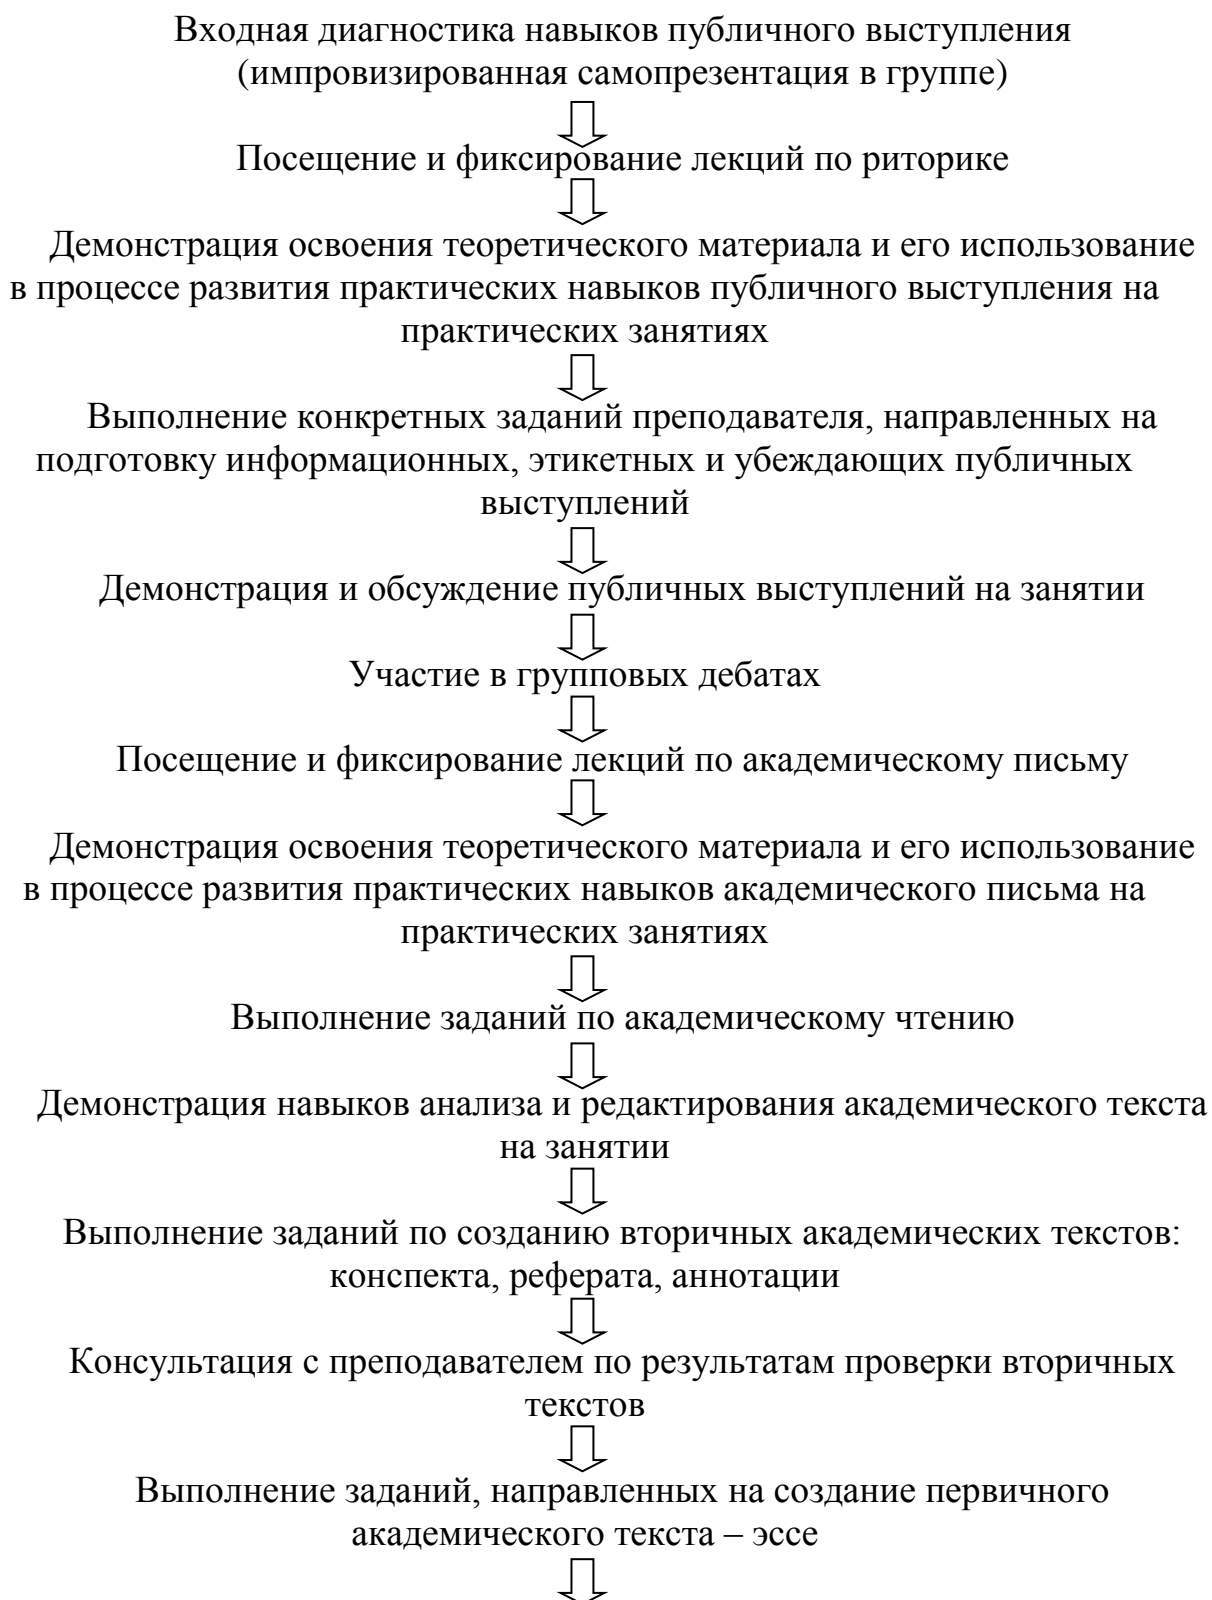 Входная диагностика навыков публичного выступления
(импровизированная самопрезентация в группе)
Посещение и фиксирование лекций по риторике
Демонстрация освоения теоретического материала и его использование
в процессе развития практических навыков публичного выступления на
практических занятиях
Выполнение конкретных заданий преподавателя, направленных на
подготовку информационных, этикетных и убеждающих публичных
выступлений
Демонстрация и обсуждение публичных выступлений на занятии
Участие в групповых дебатах
Посещение и фиксирование лекций по академическому письму
Демонстрация освоения теоретического материала и его использование
в процессе развития практических навыков академического письма на
практических занятиях
Выполнение заданий по академическому чтению
Демонстрация навыков анализа и редактирования академического текста
на занятии
Выполнение заданий по созданию вторичных академических текстов:
конспекта, реферата, аннотации
Консультация с преподавателем по результатам проверки вторичных
текстов
Выполнение заданий, направленных на создание первичного
академического текста – эссе